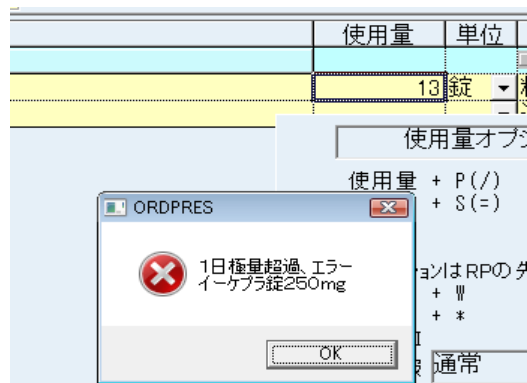 使用量 単位
13 錠
使用量オプシ
使用量 + P(/)
+ S(=)
ORDPRES
1日極量超過、エラー
イーケプラ錠250mg
ョンはRPの
+ ¥
+ *
OK
通常